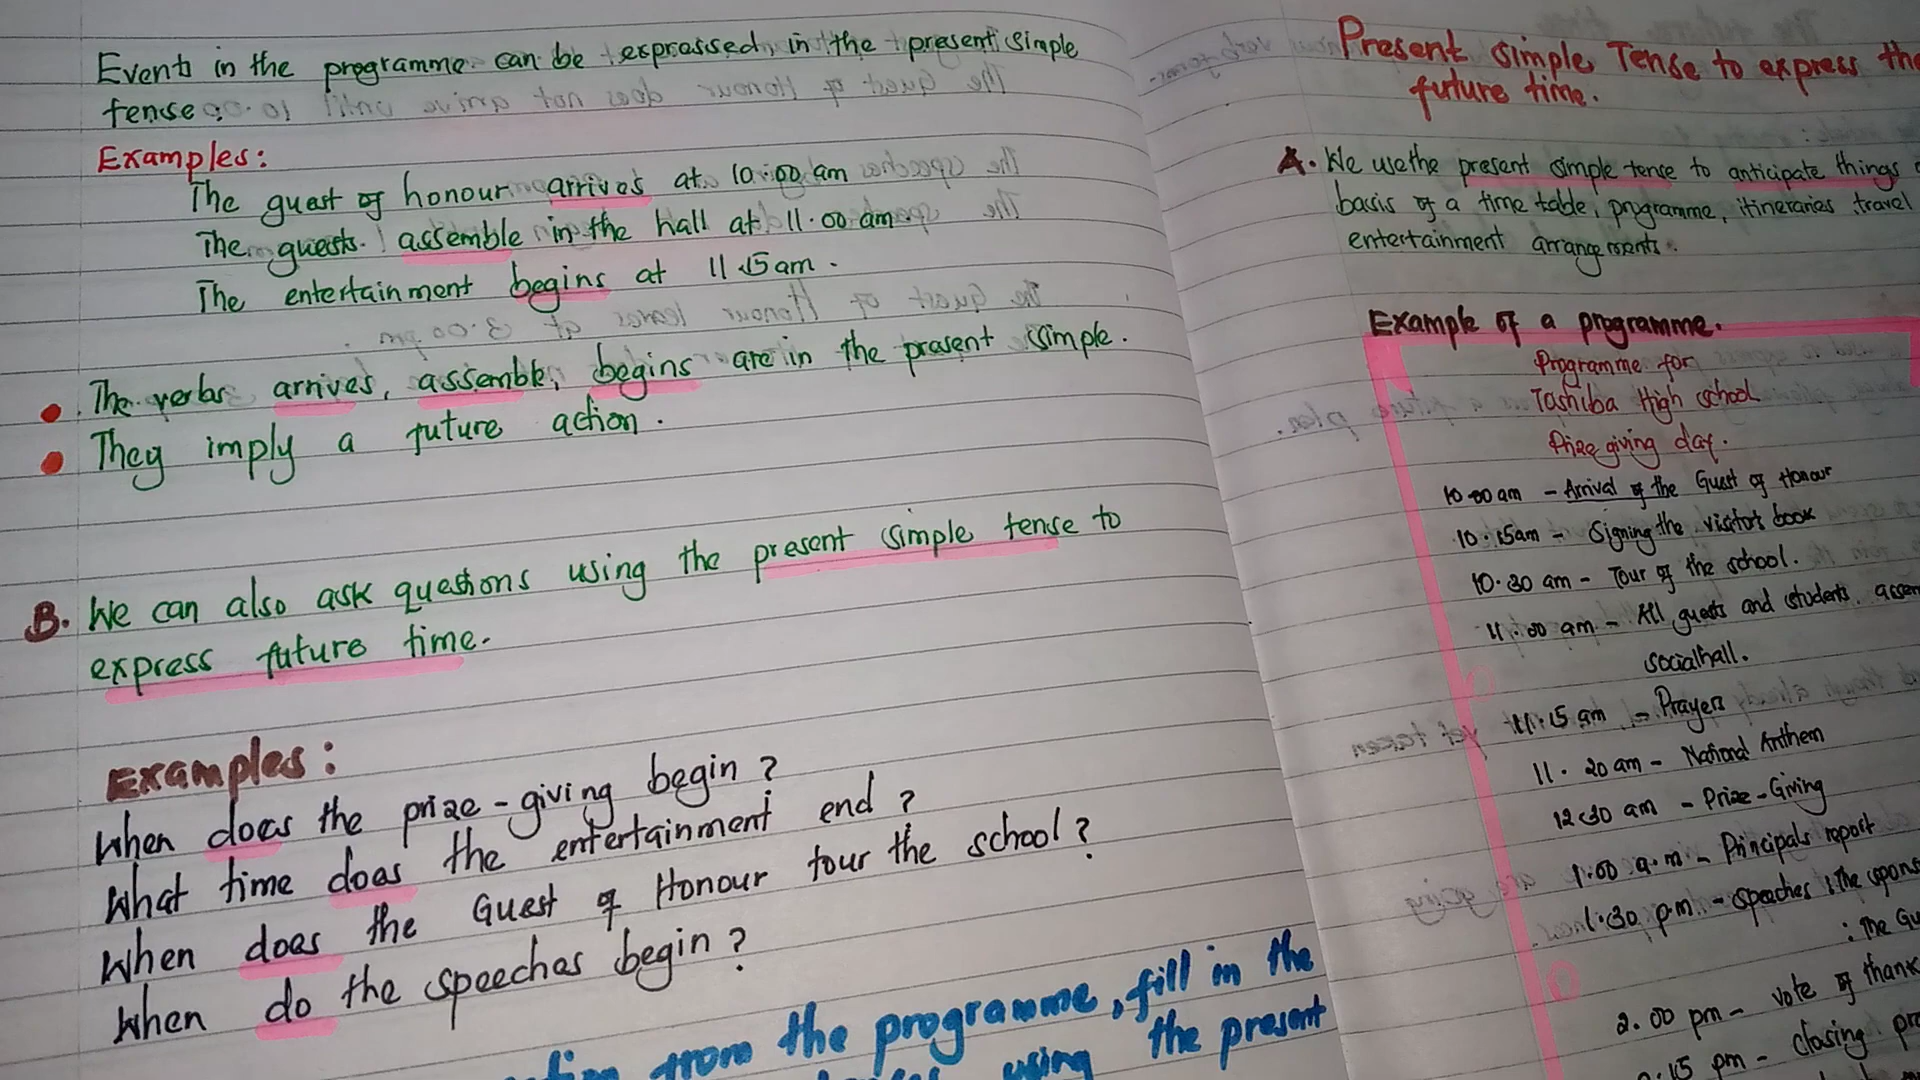 Events in the programme can be expressed in the present simple
tense.
Examples:
The guest of honour arrives at 10:00 am
The guests assemble in the hall at 11.00 am
The entertainment begins at 11.15 am.
The verbs arrives, assemble, begins are in the present simple.
They imply a future action.
B. We can also ask questions using the present simple tense to
express future time.
Examples:
When does the prize-giving begin?
What time does the entertainment end?
When does the Guest of Honour tour the school?
When do the speeches begin?
from the programme, fill in the
using the present
Present simple Tense to express the
future time.
A. We use the present simple tense to anticipate things
basis of a time table, programme, itineraries travel
entertainment arrangements.
Example of a programme.
Programme for
Tashiba High school
Prize giving day.
10 00 am - Arrival of the Guest of Honour
10.15am - Signing the visitors book
10.30 am - Tour of the school.
11.00 am - All guests and students
socialhall.
11.15 am - Prayers
11.20 am - National Anthem
12.30 am - Prize-Giving
1.00 a.m - Principals report
1.30 p.m - speeches : the
: The
2.00 pm - vote of
pm - closing